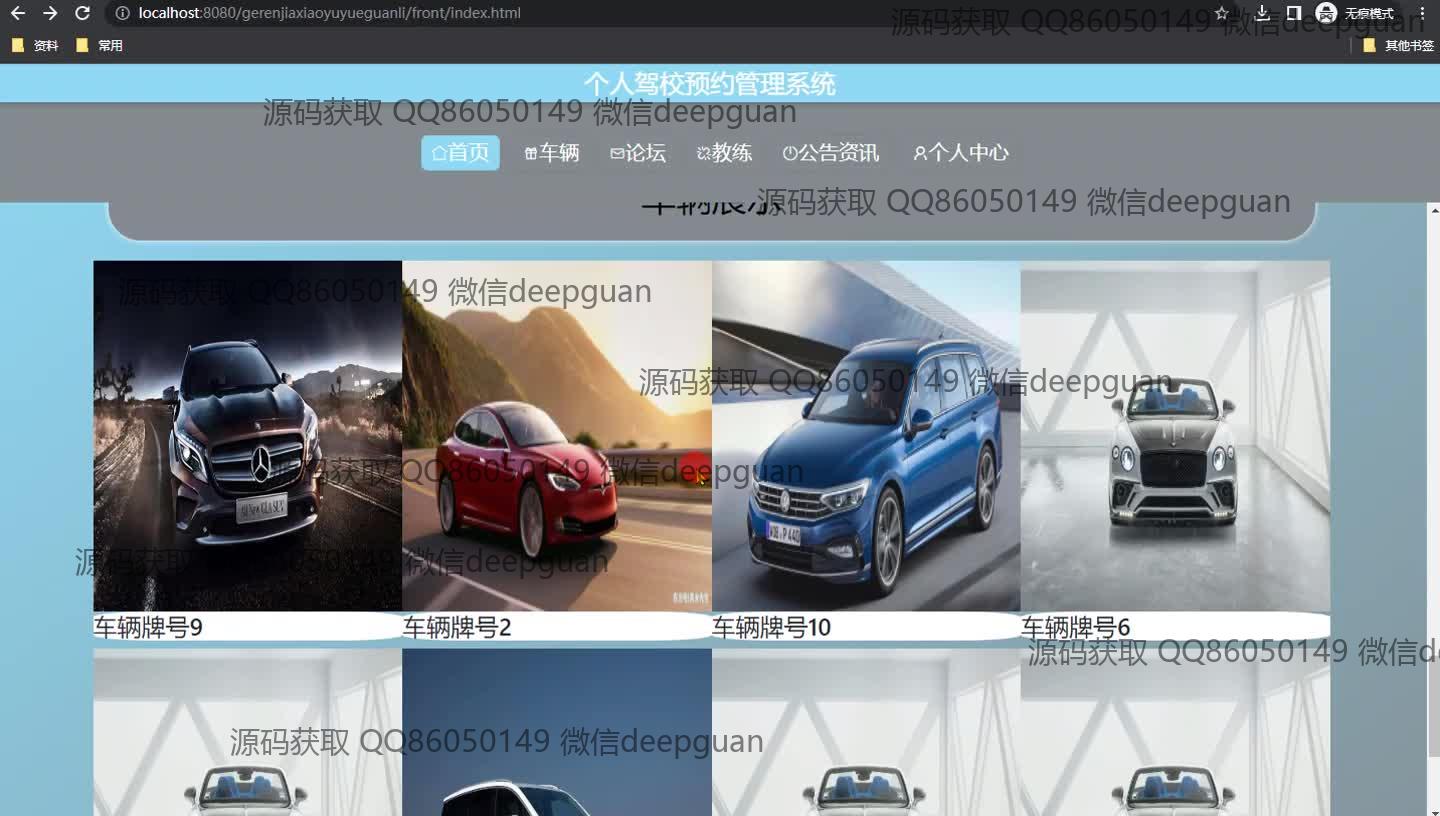 localhost:8080/gerenjiaxiaoyuyueguanli/front/index.html
无痕模式
源码获取 QQ86050149 微信deepguan
资料
常用
其他书签
个人驾校预约管理系统
源码获取 QQ86050149 微信deepguan
首页
车辆
论坛
教练
公告资讯
个人中心
车辆展示
源码获取 QQ86050149 微信deepguan
源码获取 QQ86050149 微信deepguan
源码获取 QQ86050149 微信deepguan
源码获取 QQ86050149 微信deepguan
源码获取 QQ86050149 微信deepguan
车辆牌号9
车辆牌号2
车辆牌号10
车辆牌号6
源码获取 QQ86050149 微信de
源码获取 QQ86050149 微信deepguan